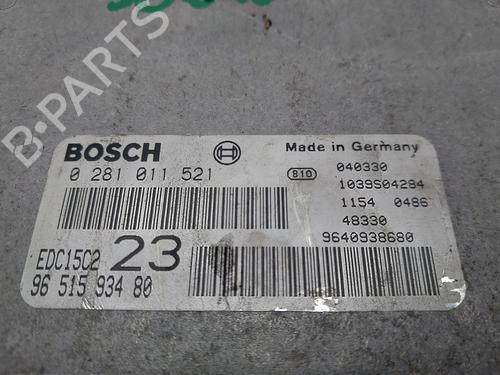 BOSCH
Made in Germany
0 281 011 521
810
040330
1039S04284
1154 0486
48330
9640938680
EDC15C2 23
96 515 934 80
B-PARTS